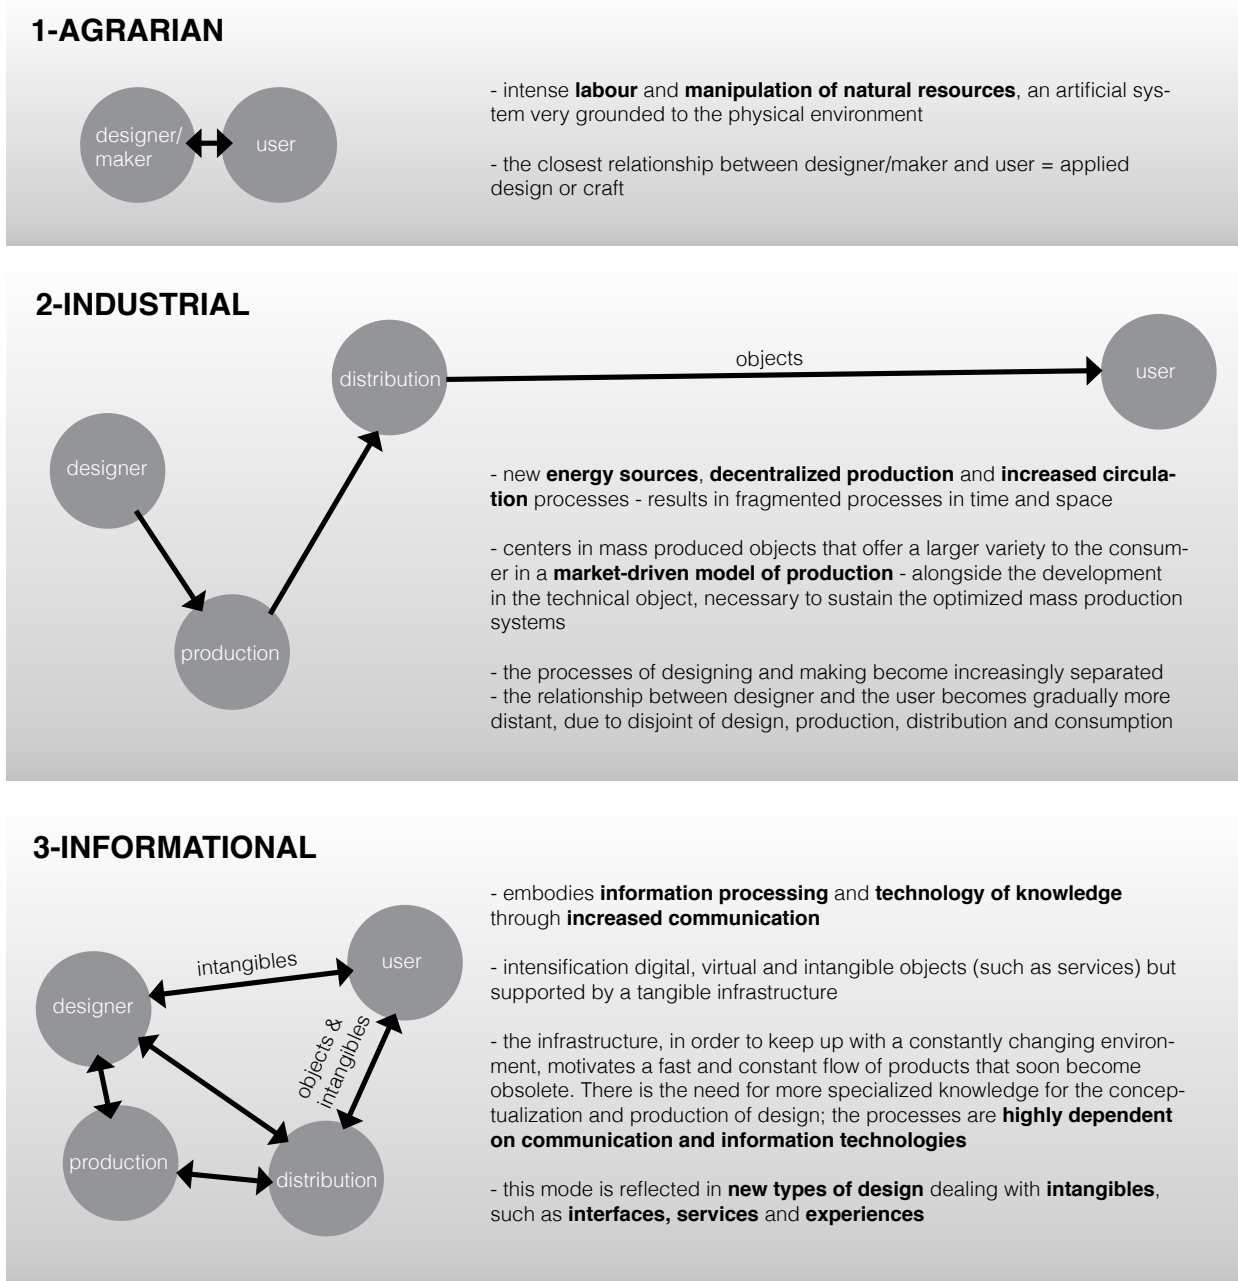 1-AGRARIAN
designer/
maker
user
- intense labour and manipulation of natural resources, an artificial sys-
tem very grounded to the physical environment
- the closest relationship between designer/maker and user = applied
design or craft
2-INDUSTRIAL
distribution
objects
user
designer
production
- new energy sources, decentralized production and increased circula-
tion processes - results in fragmented processes in time and space
- centers in mass produced objects that offer a larger variety to the consum-
er in a market-driven model of production - alongside the development
in the technical object, necessary to sustain the optimized mass production
systems
- the processes of designing and making become increasingly separated
- the relationship between designer and the user becomes gradually more
distant, due to disjoint of design, production, distribution and consumption
3-INFORMATIONAL
designer
intangibles
user
objects &
intangibles
production
distribution
- embodies information processing and technology of knowledge
through increased communication
- intensification digital, virtual and intangible objects (such as services) but
supported by a tangible infrastructure
- the infrastructure, in order to keep up with a constantly changing environ-
ment, motivates a fast and constant flow of products that soon become
obsolete. There is the need for more specialized knowledge for the concep-
tualization and production of design; the processes are highly dependent
on communication and information technologies
- this mode is reflected in new types of design dealing with intangibles,
such as interfaces, services and experiences